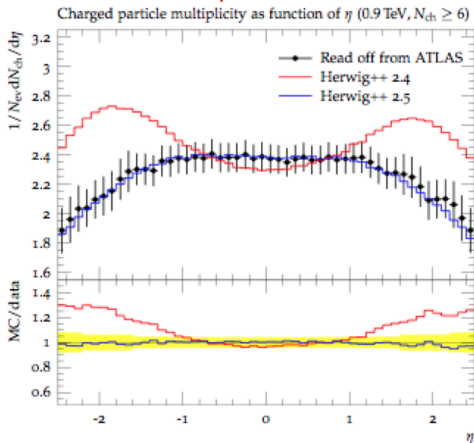 Charged particle multiplicity as function of η (0.9 TeV, Nch ≥ 6)
1/Nev dNch/dη
3.2
3
2.8
2.6
2.4
2.2
2
1.8
1.6
Read off from ATLAS
Herwig++ 2.4
Herwig++ 2.5
MC/data
1.4
1.2
1.0
0.8
0.6
-2
-1
0
1
2
η